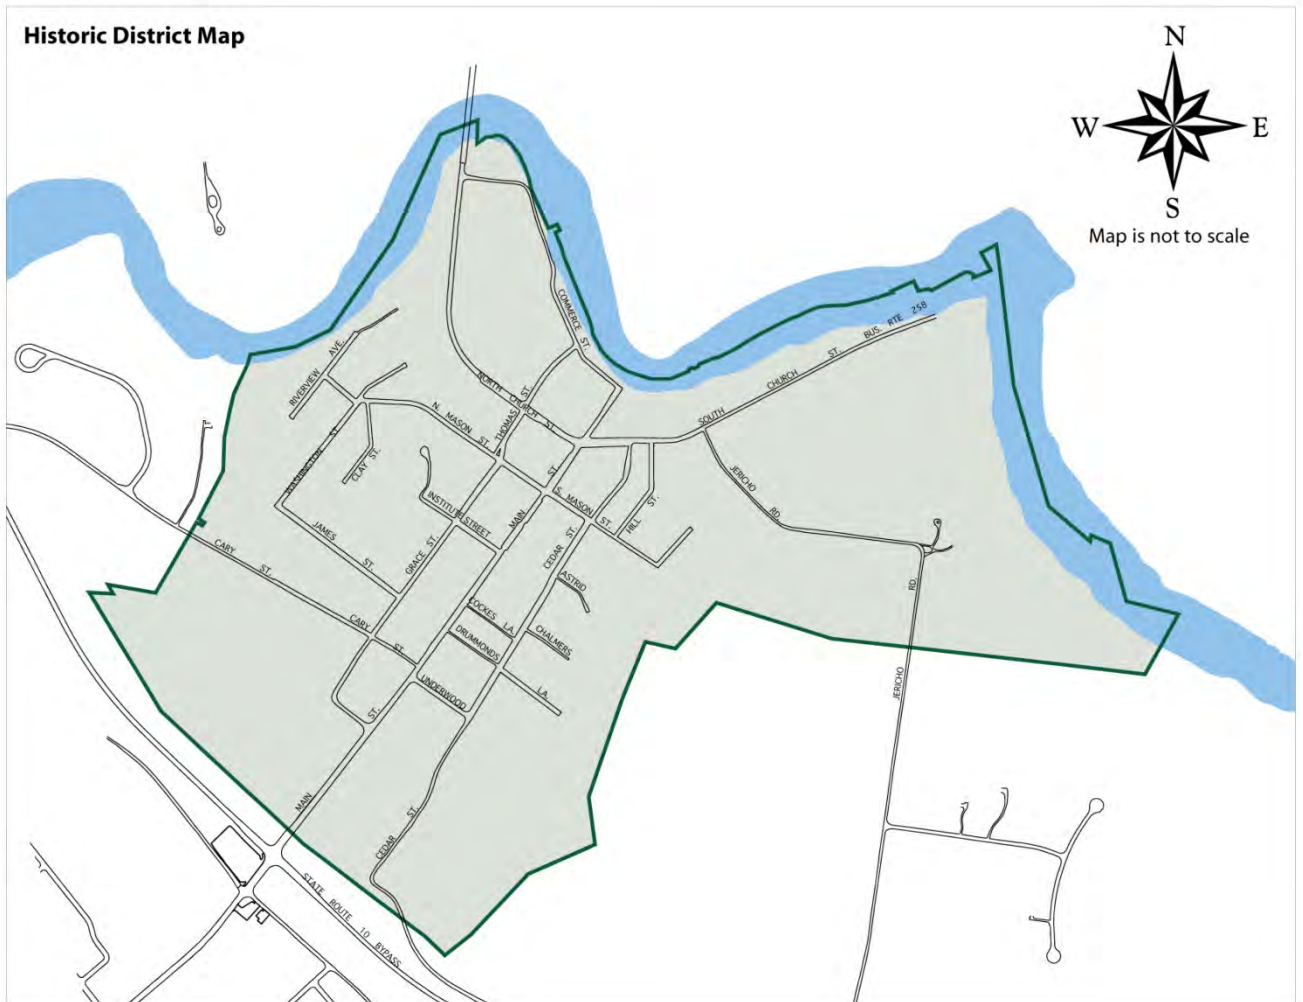 Historic District Map
N
W
E
S
Map is not to scale
COMMERCE ST.
RIVERVIEW AVE.
NORTH CHURCH ST.
THOMAS ST.
N. MASON ST.
SOUTH CHURCH ST. BUS. RTE 258
WASHINGTON ST.
CLAY ST.
INSTITUTE STREET
MAIN ST.
S. MASON ST.
HILL ST.
JERICHO RD.
JAMES ST.
GRACE ST.
CEDAR ST.
ASTRID
CARY ST.
COCKES LA.
CHALMERS
DRUMMONDS LA.
CARY ST.
UNDERWOOD
JERICHO RD.
MAIN ST.
CEDAR ST.
STATE ROUTE 10 BYPASS